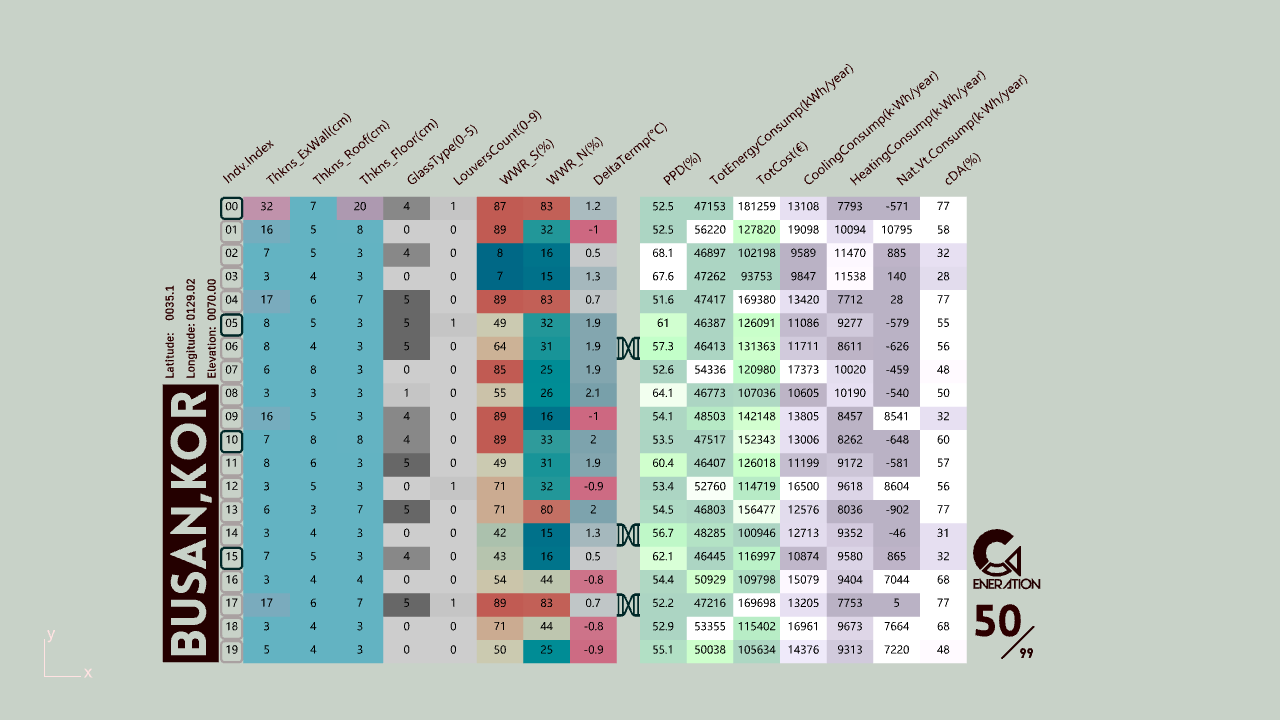 Indv.Index Thkns_ExWall(cm) Thkns_Roof(cm) Thkns_Floor(cm) GlassType(0-5) LouversCount(0-9) WWR_S(%) WWR_N(%) DeltaTermp(°C) PPD(%) TotEnergyConsump(kWh/year) TotCost(€) CoolingConsump(k·Wh/year) HeatingConsump(k·Wh/year) Nat.Vt.Consump(k·Wh/year) cDA(%)
00 32 7 20 4 1 87 83 1.2 52.5 47153 181259 13108 7793 -571 77
01 16 5 8 0 0 89 32 -1 52.5 56220 127820 19098 10094 10795 58
02 7 5 3 4 0 8 16 0.5 68.1 46897 102198 9589 11470 885 32
03 3 4 3 0 0 7 15 1.3 67.6 47262 93753 9847 11538 140 28
04 17 6 7 5 0 89 83 0.7 51.6 47417 169380 13420 7712 28 77
05 8 5 3 5 1 49 32 1.9 61 46387 126091 11086 9277 -579 55
06 8 4 3 5 0 64 31 1.9 57.3 46413 131363 11711 8611 -626 56
07 6 8 3 0 0 85 25 1.9 52.6 54336 120980 17373 10020 -459 48
08 3 3 3 1 0 55 26 2.1 64.1 46773 107036 10605 10190 -540 50
09 16 5 3 4 0 89 16 -1 54.1 48503 142148 13805 8457 8541 32
10 7 8 8 4 0 89 33 2 53.5 47517 152343 13006 8262 -648 60
11 8 6 3 5 0 49 31 1.9 60.4 46407 126018 11199 9172 -581 57
12 3 5 3 0 1 71 32 -0.9 53.4 52760 114719 16500 9618 8604 56
13 6 3 7 5 0 71 80 2 54.5 46803 156477 12576 8036 -902 77
14 3 4 3 0 0 42 15 1.3 56.7 48285 100946 12713 9352 -46 31
15 7 5 3 4 0 43 16 0.5 62.1 46445 116997 10874 9580 865 32
16 3 4 4 0 0 54 44 -0.8 54.4 50929 109798 15079 9404 7044 68
17 17 6 7 5 1 89 83 0.7 52.2 47216 169698 13205 7753 5 77
18 3 4 3 0 0 71 44 -0.8 52.9 53355 115402 16961 9673 7664 68
19 5 4 3 0 0 50 25 -0.9 55.1 50038 105634 14376 9313 7220 48
Latitude: 0035.1
Longitude: 0129.02
Elevation: 0070.00
BUSAN,KOR
G
ENERATION
50/99
y
x